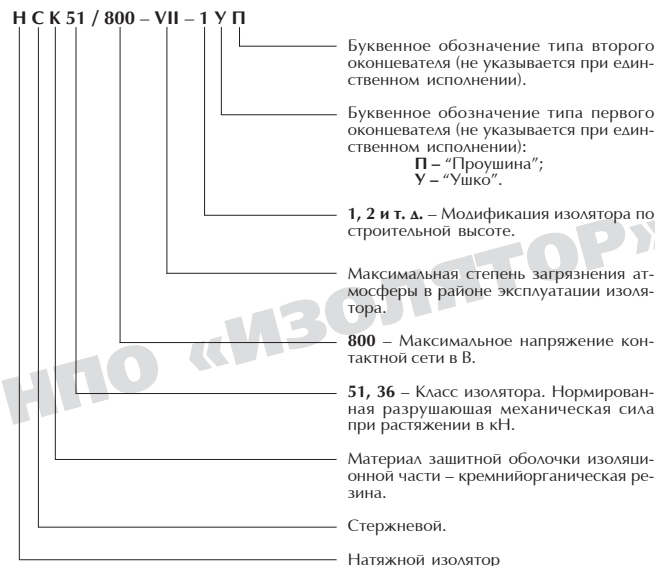 Н С К 51 / 800 – VII – 1 У П
Буквенное обозначение типа второго
оконцевателя (не указывается при един-
ственном исполнении).
Буквенное обозначение типа первого
оконцевателя (не указывается при един-
ственном исполнении):
П – “Проушина”;
У – “Ушко”.
1, 2 и т. д. – Модификация изолятора по
строительной высоте.
Максимальная степень загрязнения ат-
мосферы в районе эксплуатации изоля-
тора.
800 – Максимальное напряжение кон-
тактной сети в В.
51, 36 – Класс изолятора. Нормирован-
ная разрушающая механическая сила
при растяжении в кН.
Материал защитной оболочки изоляци-
онной части – кремнийорганическая ре-
зина.
Стержневой.
Натяжной изолятор
НПО «ИЗОЛЯТОР»